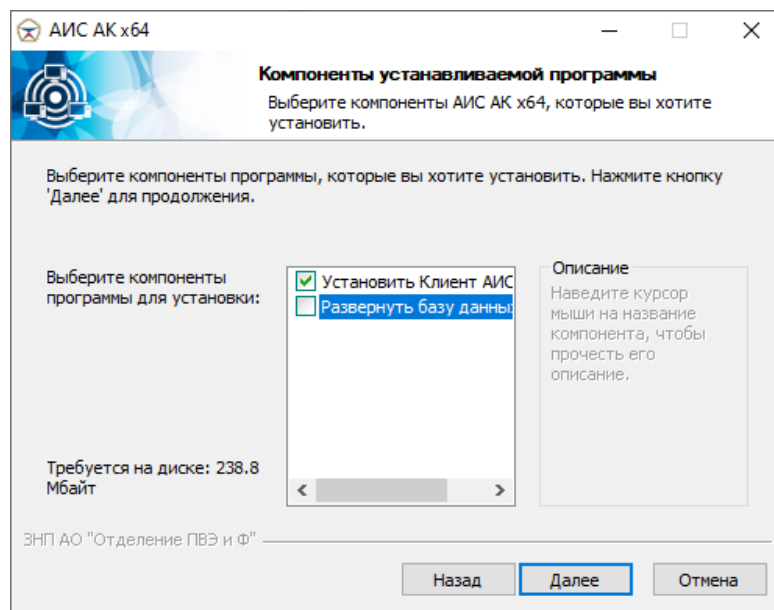 АИС АК x64
Компоненты устанавливаемой программы
Выберите компоненты АИС АК x64, которые вы хотите
установить.
Выберите компоненты программы, которые вы хотите установить. Нажмите кнопку
'Далее' для продолжения.
Выберите компоненты
программы для установки:
Установить Клиент АИС
Развернуть базу данных
Описание
Наведите курсор
мыши на название
компонента, чтобы
прочесть его
описание.
Требуется на диске: 238.8
Мбайт
ЗНП АО "Отделение ПВЭ и Ф"
Назад
Далее
Отмена